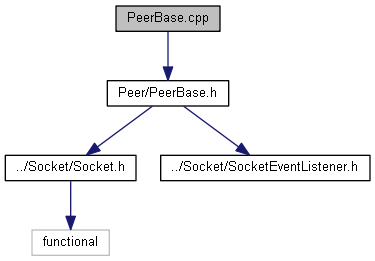 PeerBase.cpp
Peer/PeerBase.h
../Socket/Socket.h
../Socket/SocketEventListener.h
functional